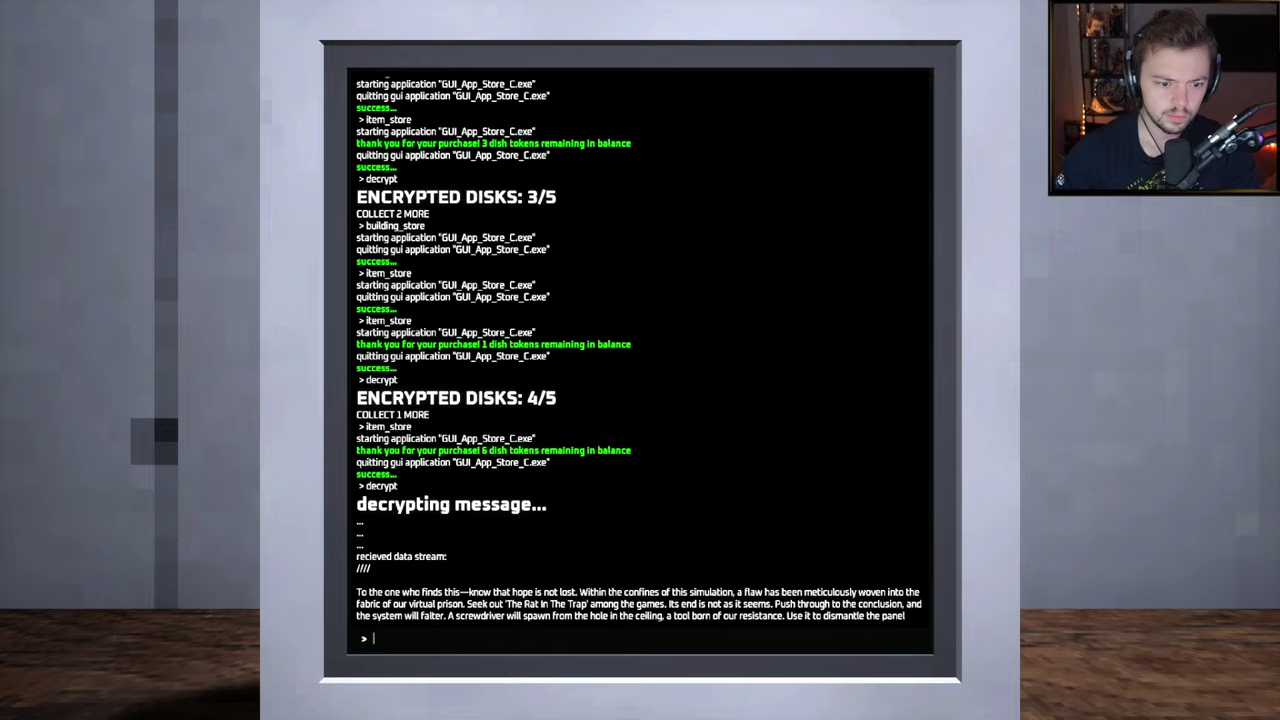 starting application "GUI_App_Store_C.exe"
quitting gui application "GUI_App_Store_C.exe"
success...
> item_store
starting application "GUI_App_Store_C.exe"
thank you for your purchase! 3 dish tokens remaining in balance
quitting gui application "GUI_App_Store_C.exe"
success...
> decrypt
ENCRYPTED DISKS: 3/5
COLLECT 2 MORE
> building_store
starting application "GUI_App_Store_C.exe"
quitting gui application "GUI_App_Store_C.exe"
success...
> item_store
starting application "GUI_App_Store_C.exe"
quitting gui application "GUI_App_Store_C.exe"
success...
> item_store
starting application "GUI_App_Store_C.exe"
thank you for your purchase! 1 dish tokens remaining in balance
quitting gui application "GUI_App_Store_C.exe"
success...
> decrypt
ENCRYPTED DISKS: 4/5
COLLECT 1 MORE
> item_store
starting application "GUI_App_Store_C.exe"
thank you for your purchase! 6 dish tokens remaining in balance
quitting gui application "GUI_App_Store_C.exe"
success...
> decrypt
decrypting message...
...
...
...
recieved data stream:
////
To the one who finds this—know that hope is not lost. Within the confines of this simulation, a flaw has been meticulously woven into the
fabric of our virtual prison. Seek out 'The Rat In The Trap' among the games. Its end is not as it seems. Push through to the conclusion, and
the system will falter. A screwdriver will spawn from the hole in the ceiling, a tool born of our resistance. Use it to dismantle the panel
> |